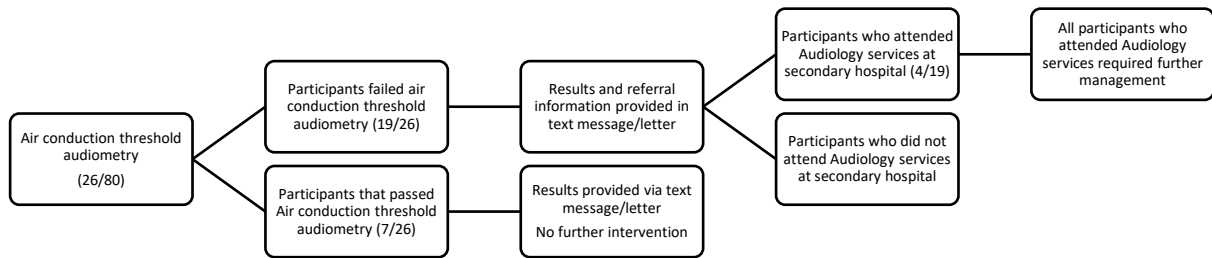 Air conduction threshold
audiometry
(26/80)
Participants failed air
conduction threshold
audiometry (19/26)
Participants that passed
Air conduction threshold
audiometry (7/26)
Results and referral
information provided in
text message/letter
Results provided via text
message/letter
No further intervention
Participants who attended
Audiology services at
secondary hospital (4/19)
Participants who did not
attend Audiology services
at secondary hospital
All participants who
attended Audiology
services required further
management